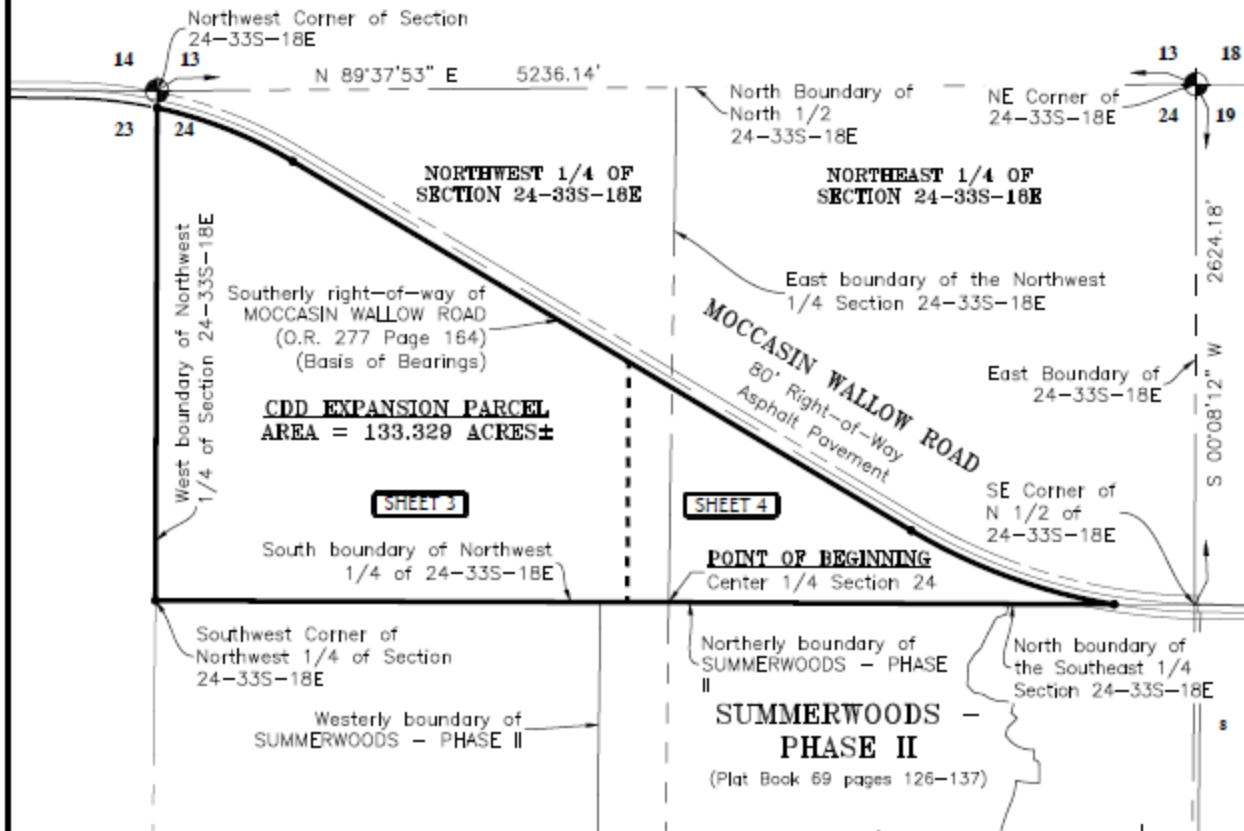 Northwest Corner of Section
24-33S-18E
14
13
23
24
N 89°37'53" E 5236.14'
North Boundary of
North 1/2
24-33S-18E
NE Corner of
24-33S-18E
13
18
24
19
NORTHWEST 1/4 OF
SECTION 24-33S-18E
NORTHEAST 1/4 OF
SECTION 24-33S-18E
West boundary of Northwest
1/4 of Section 24-33S-18E
Southerly right-of-way of
MOCCASIN WALLOW ROAD
(O.R. 277 Page 164)
(Basis of Bearings)
East boundary of the Northwest
1/4 Section 24-33S-18E
S 00°08'12" W 2624.18'
MOCCASIN WALLOW ROAD
80' Right-of-Way
Asphalt Pavement
East Boundary of
24-33S-18E
CDD EXPANSION PARCEL
AREA = 133.329 ACRES±
SHEET 3
SHEET 4
SE Corner of
N 1/2 of
24-33S-18E
South boundary of Northwest
1/4 of 24-33S-18E
POINT OF BEGINNING
Center 1/4 Section 24
Southwest Corner of
Northwest 1/4 of Section
24-33S-18E
Northerly boundary of
SUMMERWOODS - PHASE
II
North boundary of
the Southeast 1/4
Section 24-33S-18E
Westerly boundary of
SUMMERWOODS - PHASE II
SUMMERWOODS -
PHASE II
(Plat Book 69 pages 126-137)
s